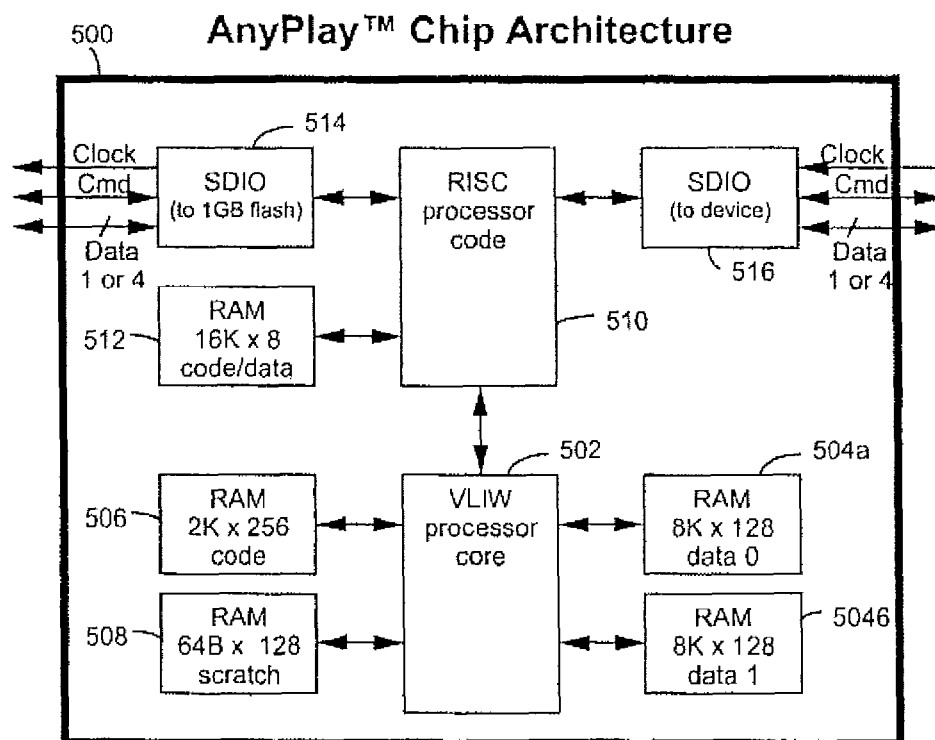 AnyPlay™ Chip Architecture
500
514
Clock
Cmd
Data
1 or 4
SDIO
(to 1GB flash)
RISC
processor
code
SDIO
(to device)
Clock
Cmd
Data
1 or 4
516
510
512
RAM
16K x 8
code/data
502
504a
506
RAM
2K x 256
code
VLIW
processor
core
RAM
8K x 128
data 0
508
RAM
64B x 128
scratch
RAM
8K x 128
data 1
5046